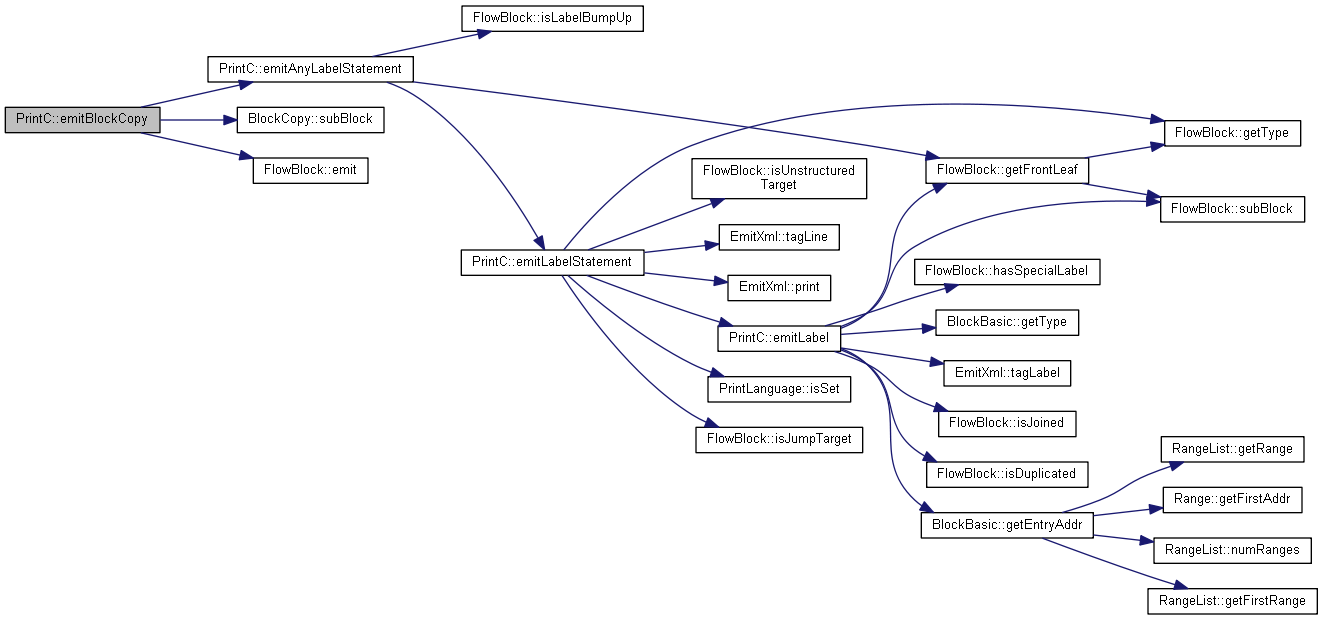 FlowBlock::isLabelBumpUp
PrintC::emitAnyLabelStatement
PrintC::emitBlockCopy
BlockCopy::subBlock
FlowBlock::emit
FlowBlock::getType
FlowBlock::isUnstructured
Target
FlowBlock::getFrontLeaf
FlowBlock::subBlock
EmitXml::tagLine
PrintC::emitLabelStatement
EmitXml::print
FlowBlock::hasSpecialLabel
BlockBasic::getType
PrintC::emitLabel
EmitXml::tagLabel
PrintLanguage::isSet
FlowBlock::isJoined
FlowBlock::isJumpTarget
FlowBlock::isDuplicated
RangeList::getRange
Range::getFirstAddr
BlockBasic::getEntryAddr
RangeList::numRanges
RangeList::getFirstRange